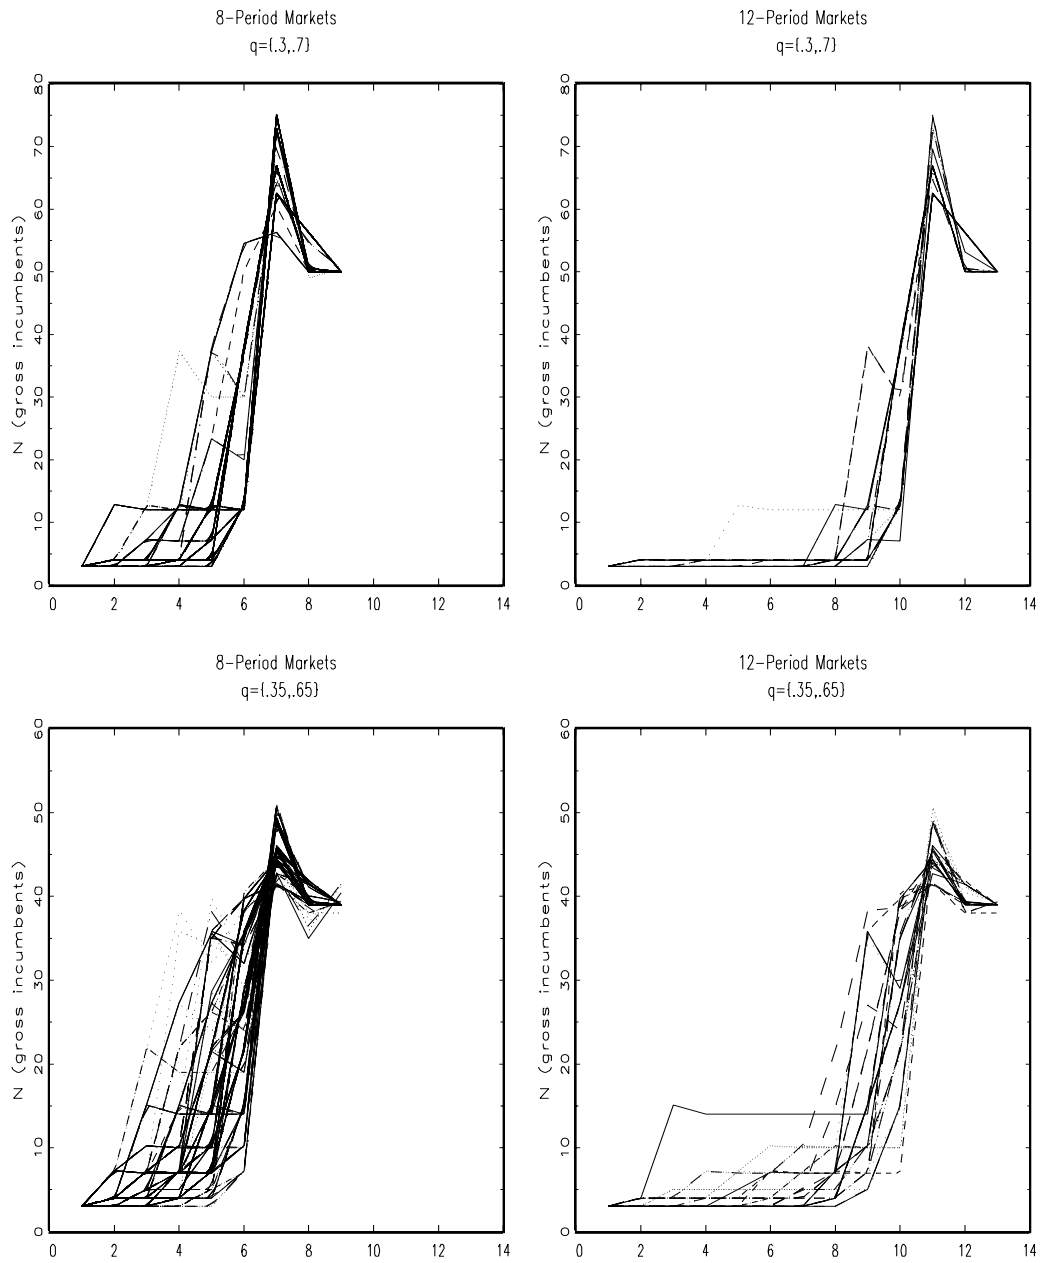 8-Period Markets
q={.3,.7}
N (gross incumbents)
0 10 20 30 40 50 60 70 80
0 2 4 6 8 10 12 14
12-Period Markets
q={.3,.7}
N (gross incumbents)
0 10 20 30 40 50 60 70 80
0 2 4 6 8 10 12 14
8-Period Markets
q={.35,.65}
N (gross incumbents)
0 10 20 30 40 50 60
0 2 4 6 8 10 12 14
12-Period Markets
q={.35,.65}
N (gross incumbents)
0 10 20 30 40 50 60
0 2 4 6 8 10 12 14